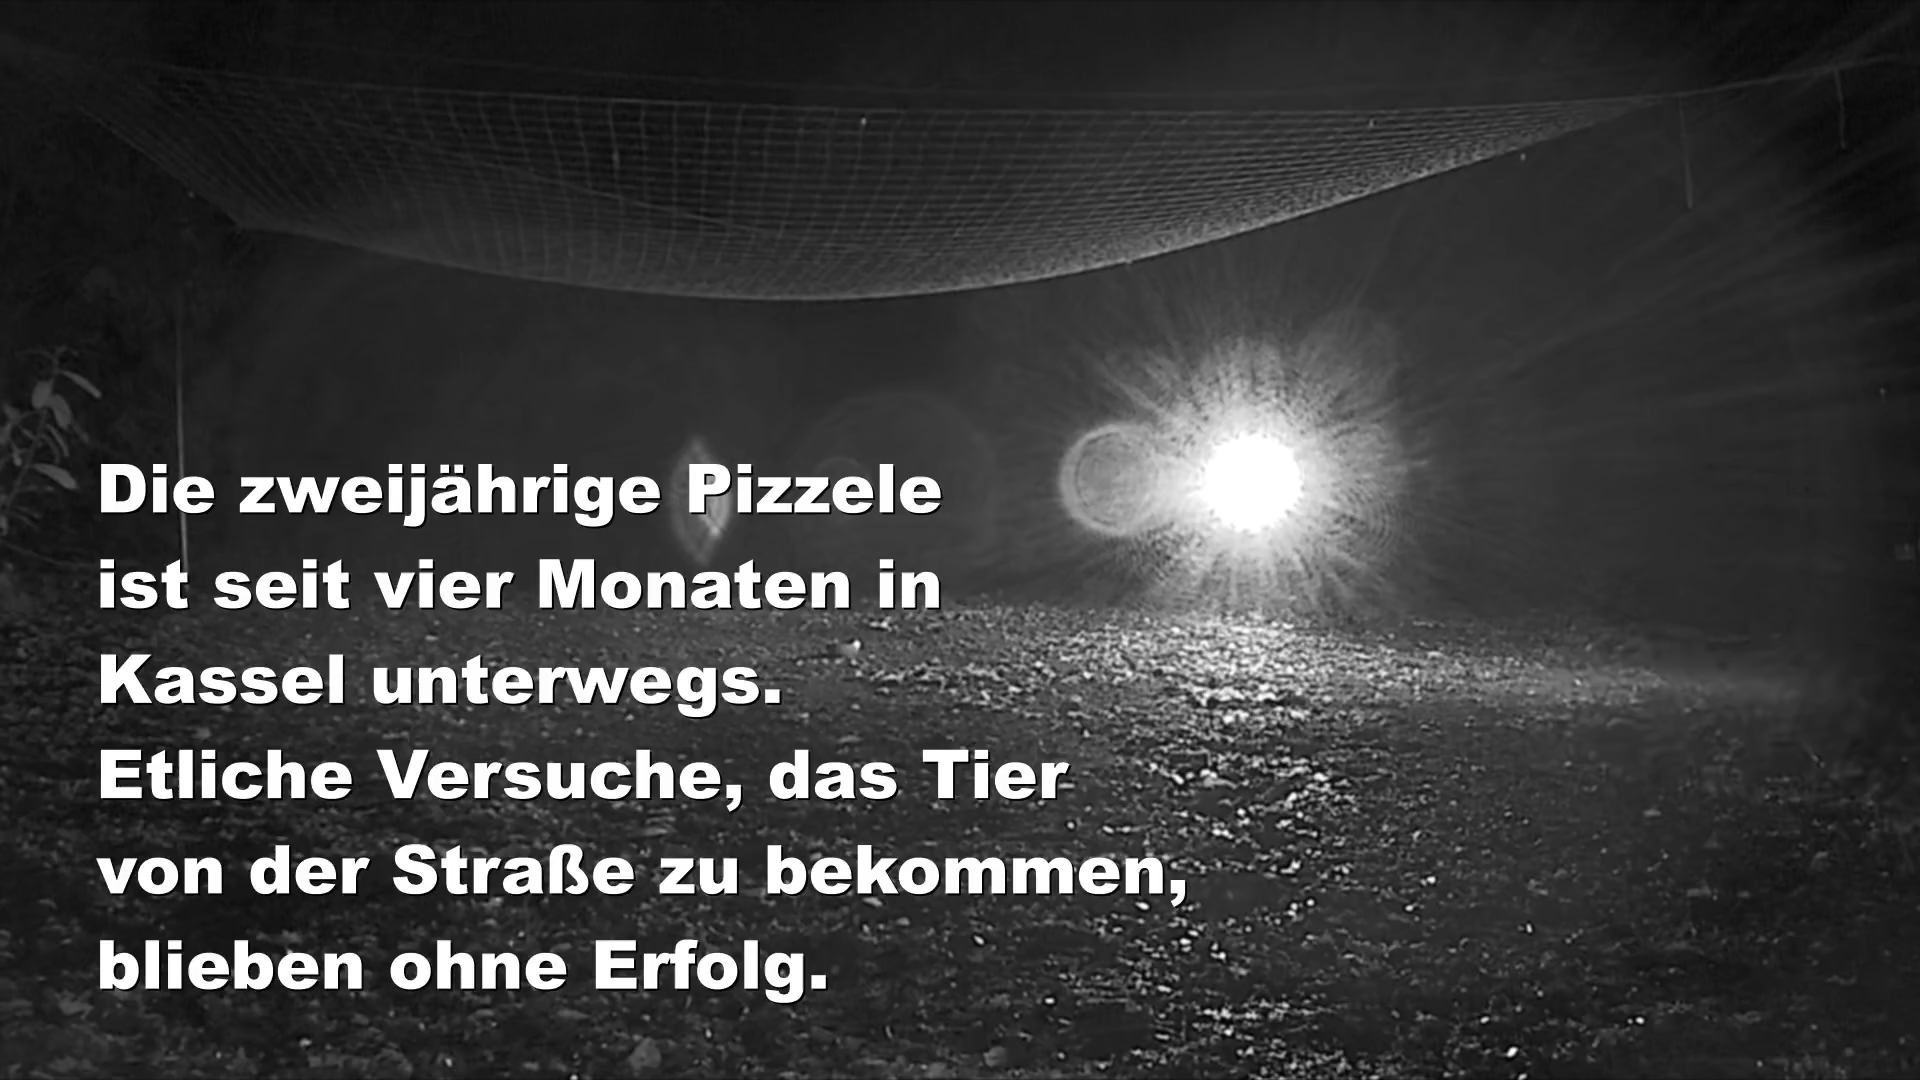 Die zweijährige Pizzele
ist seit vier Monaten in
Kassel unterwegs.
Etliche Versuche, das Tier
von der Straße zu bekommen,
blieben ohne Erfolg.